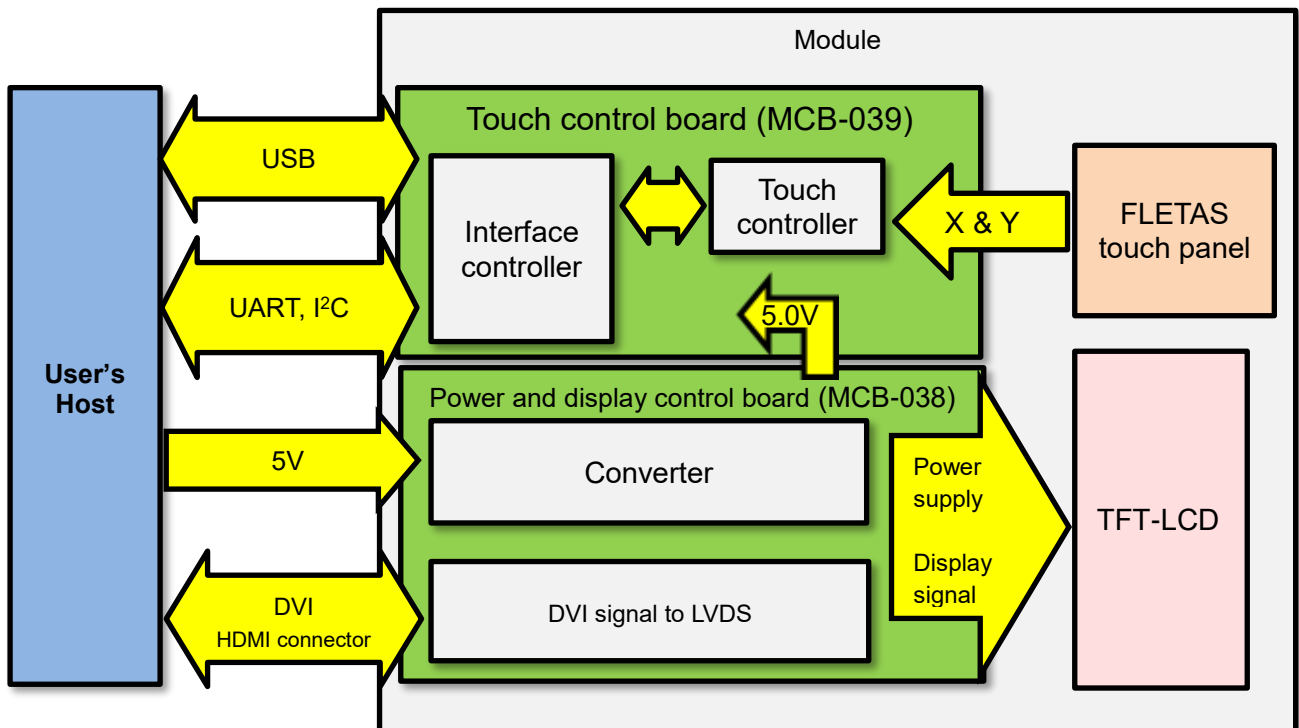 Module
Touch control board (MCB-039)
USB
Interface
controller
Touch
controller
X & Y
FLETAS
touch panel
UART, I²C
5.0V
User’s
Host
Power and display control board (MCB-038)
5V
Converter
Power
supply
Display
signal
TFT-LCD
DVI
HDMI connector
DVI signal to LVDS